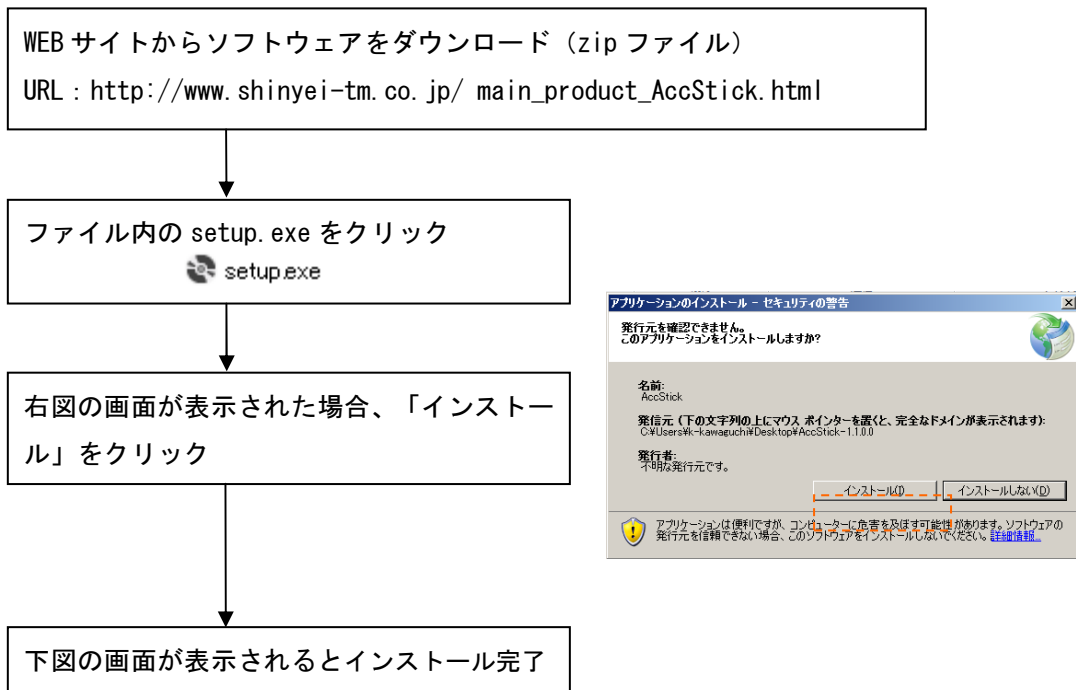 WEB サイトからソフトウェアをダウンロード（zip ファイル）
URL：http://www.shinyei-tm.co.jp/ main_product_AccStick.html
ファイル内の setup.exe をクリック
setup.exe
右図の画面が表示された場合、「インストー
ル」をクリック
アプリケーションのインストール - セキュリティの警告
発行元を確認できません。
このアプリケーションをインストールしますか?
名前:
AccStick
発信元 (下の文字列の上にマウス ポインターを置くと、完全なドメインが表示されます):
C:¥Users¥k-kawaguchi¥Desktop¥AccStick-1.1.0.0
発行者:
不明な発行元です。
インストール(I)
インストールしない(D)
アプリケーションは便利ですが、コンピューターに危害を及ぼす可能性があります。ソフトウェアの
発行元を信頼できない場合、このソフトウェアをインストールしないでください。詳細情報...
下図の画面が表示されるとインストール完了